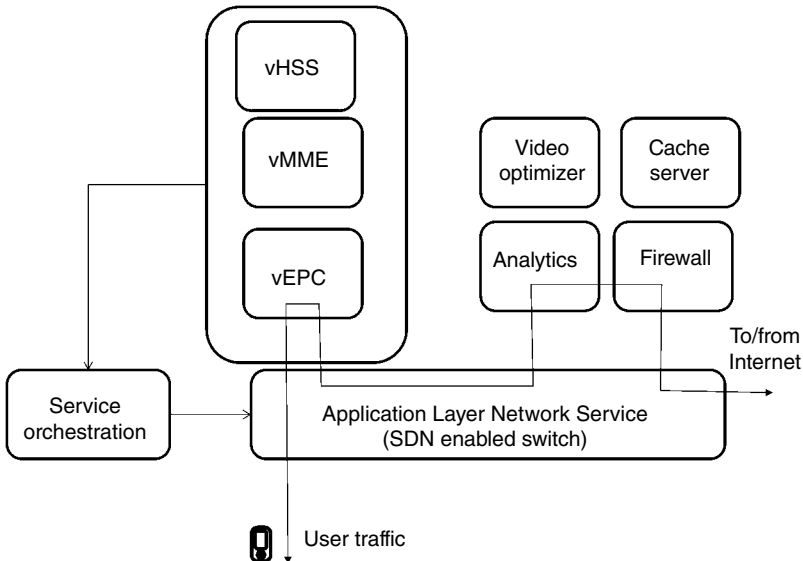 vHSS
vMME
vEPC
Video
optimizer
Cache
server
Analytics
Firewall
To/from
Internet
Service
orchestration
Application Layer Network Service
(SDN enabled switch)
User traffic